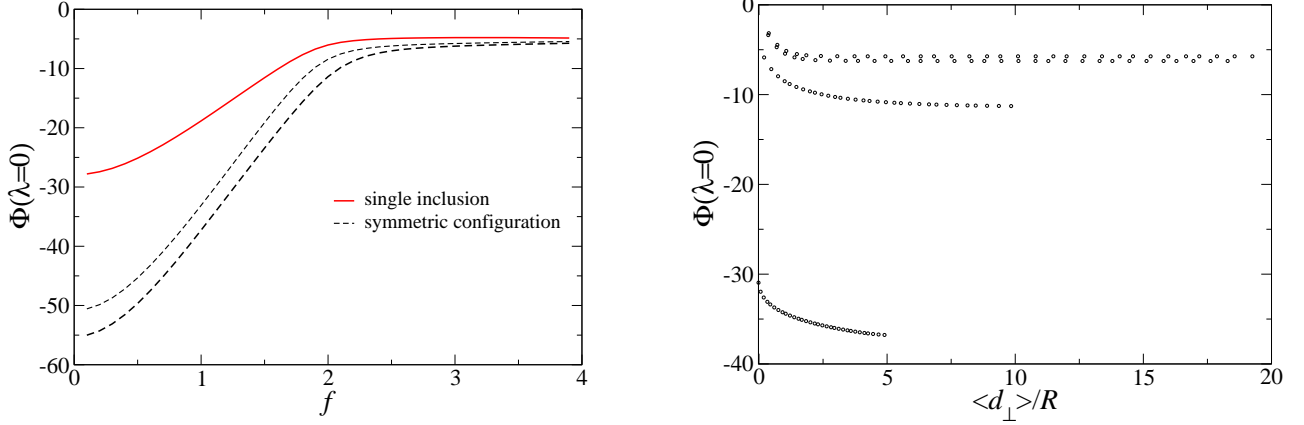 0
-10
-20
-30
-40
-50
-60
Φ(λ=0)
single inclusion
symmetric configuration
0 1 2 3 4
f
0
-10
-20
-30
-40
Φ(λ=0)
0 5 10 15 20
<d⊥>/R